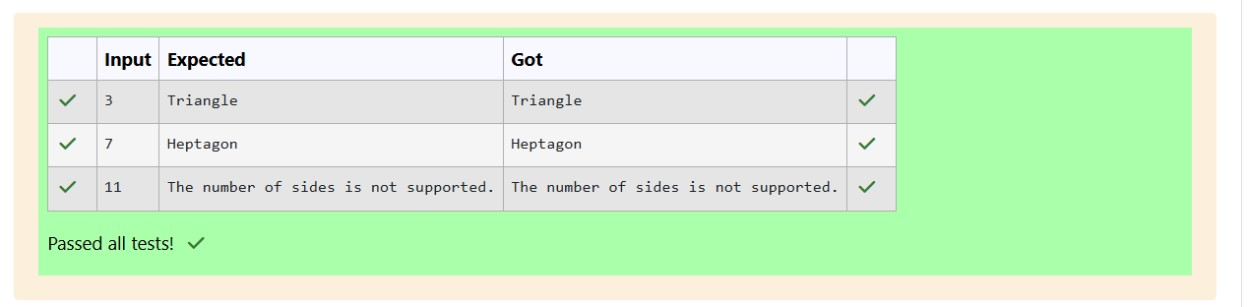 Input Expected Got
3 Triangle Triangle
7 Heptagon Heptagon
11 The number of sides is not supported. The number of sides is not supported.
Passed all tests!